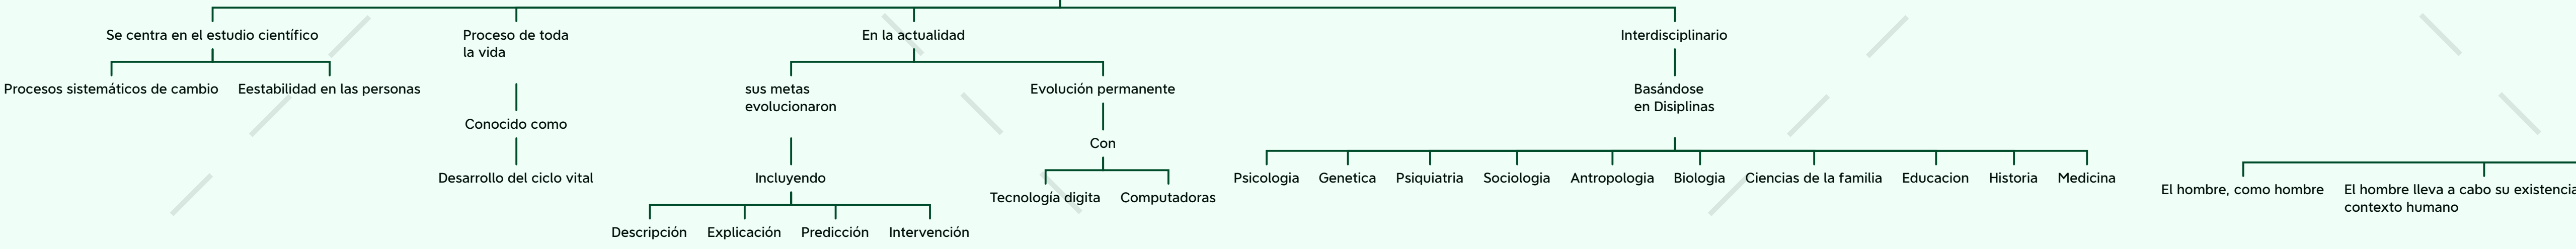 Se centra en el estudio científico
Proceso de toda
la vida
En la actualidad
Interdisciplinario
Procesos sistemáticos de cambio
Eestabilidad en las personas
sus metas
evolucionaron
Evolución permanente
Basándose
en Disiplinas
Conocido como
Con
Desarrollo del ciclo vital
Incluyendo
Tecnología digita
Computadoras
Psicologia
Genetica
Psiquiatria
Sociologia
Antropologia
Biologia
Ciencias de la familia
Educacion
Historia
Medicina
El hombre, como hombre
El hombre lleva a cabo su existencia
contexto humano
Descripción
Explicación
Predicción
Intervención